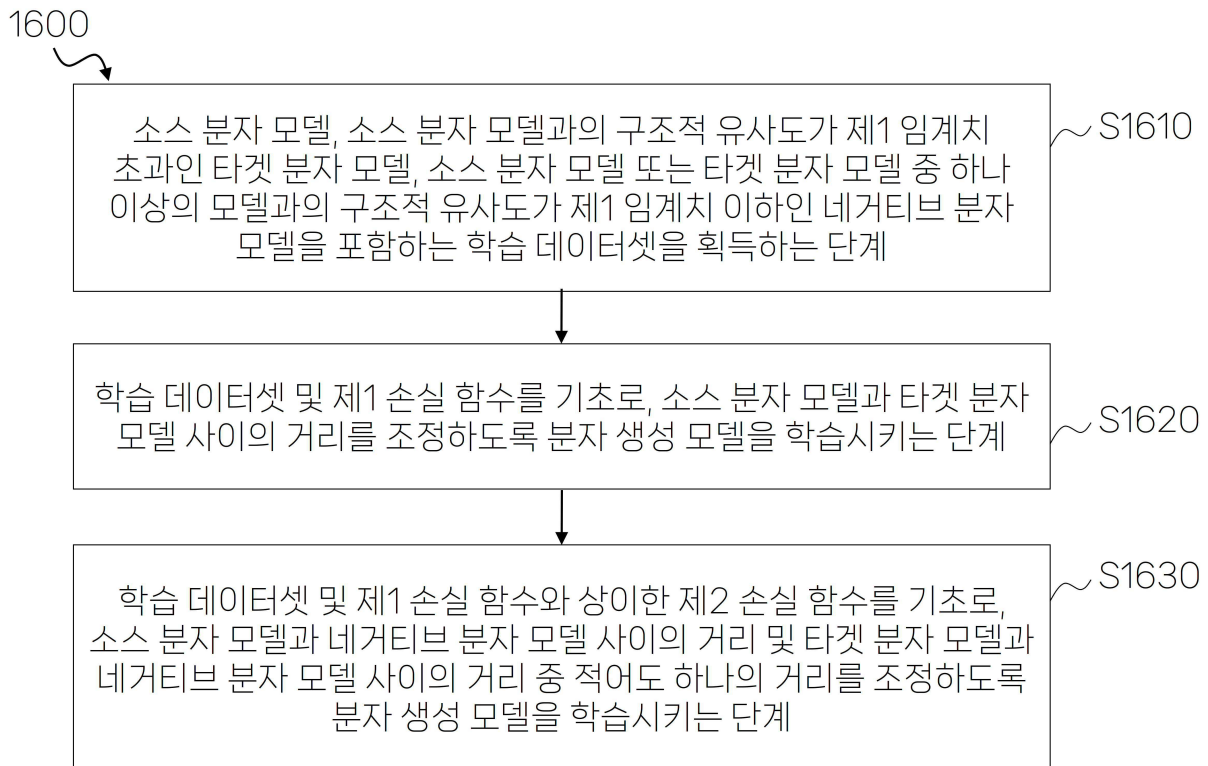 1600
소스 분자 모델, 소스 분자 모델과의 구조적 유사도가 제1 임계치
초과인 타겟 분자 모델, 소스 분자 모델 또는 타겟 분자 모델 중 하나
이상의 모델과의 구조적 유사도가 제1 임계치 이하인 네거티브 분자
모델을 포함하는 학습 데이터셋을 획득하는 단계
S1610
학습 데이터셋 및 제1 손실 함수를 기초로, 소스 분자 모델과 타겟 분자
모델 사이의 거리를 조정하도록 분자 생성 모델을 학습시키는 단계
S1620
학습 데이터셋 및 제1 손실 함수와 상이한 제2 손실 함수를 기초로,
소스 분자 모델과 네거티브 분자 모델 사이의 거리 및 타겟 분자 모델과
네거티브 분자 모델 사이의 거리 중 적어도 하나의 거리를 조정하도록
분자 생성 모델을 학습시키는 단계
S1630